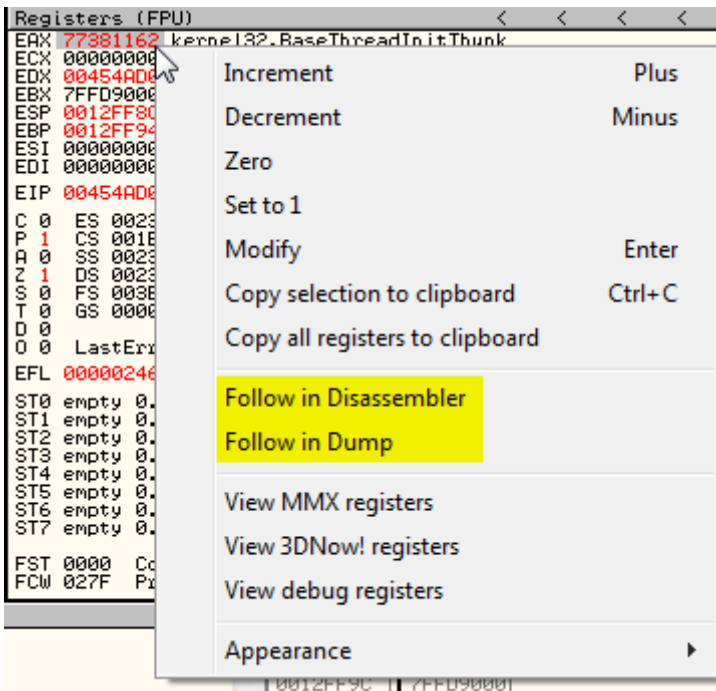 Registers (FPU) < < < <
EAX 77381162 kernel32.BaseThreadInitThunk
ECX 00000000
EDX 00454AD0
EBX 7FFD9000
ESP 0012FF8C
EBP 0012FF94
ESI 00000000
EDI 00000000
EIP 00454AD0
C 0 ES 0023
P 1 CS 001B
A 0 SS 0023
Z 1 DS 0023
S 0 FS 003B
T 0 GS 0000
D 0
O 0 LastErr
EFL 00000246
ST0 empty 0.
ST1 empty 0.
ST2 empty 0.
ST3 empty 0.
ST4 empty 0.
ST5 empty 0.
ST6 empty 0.
ST7 empty 0.
FST 0000 Co
FCW 027F Pr
Increment Plus
Decrement Minus
Zero
Set to 1
Modify Enter
Copy selection to clipboard Ctrl+C
Copy all registers to clipboard
Follow in Disassembler
Follow in Dump
View MMX registers
View 3DNow! registers
View debug registers
Appearance
0012FF9C 7FFD9000